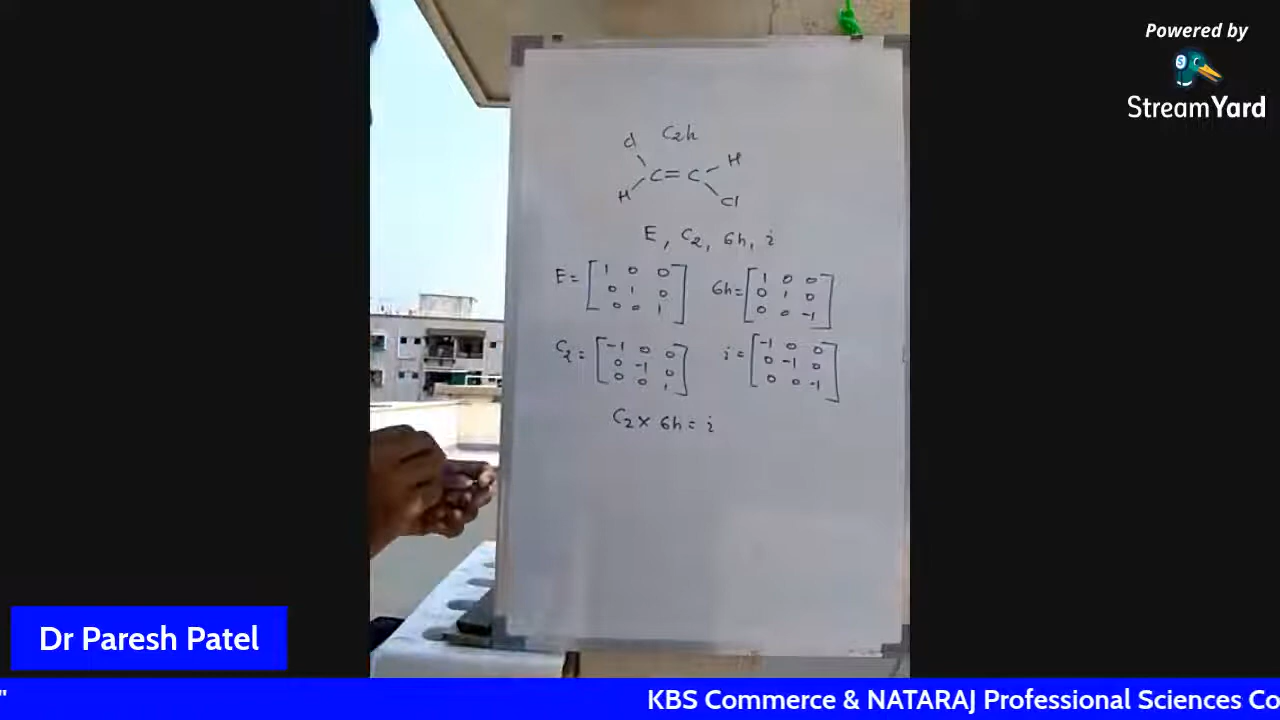 Powered by
StreamYard
C2h
Cl H
C=C
H Cl
E, C2, σh, i
E = [1 0 0 σh = [1 0 0
0 1 0 0 1 0
0 0 1] 0 0 -1]
C2 = [-1 0 0 i = [-1 0 0
0 -1 0 0 -1 0
0 0 1] 0 0 -1]
C2 × σh = i
Dr Paresh Patel
" KBS Commerce & NATARAJ Professional Sciences Co